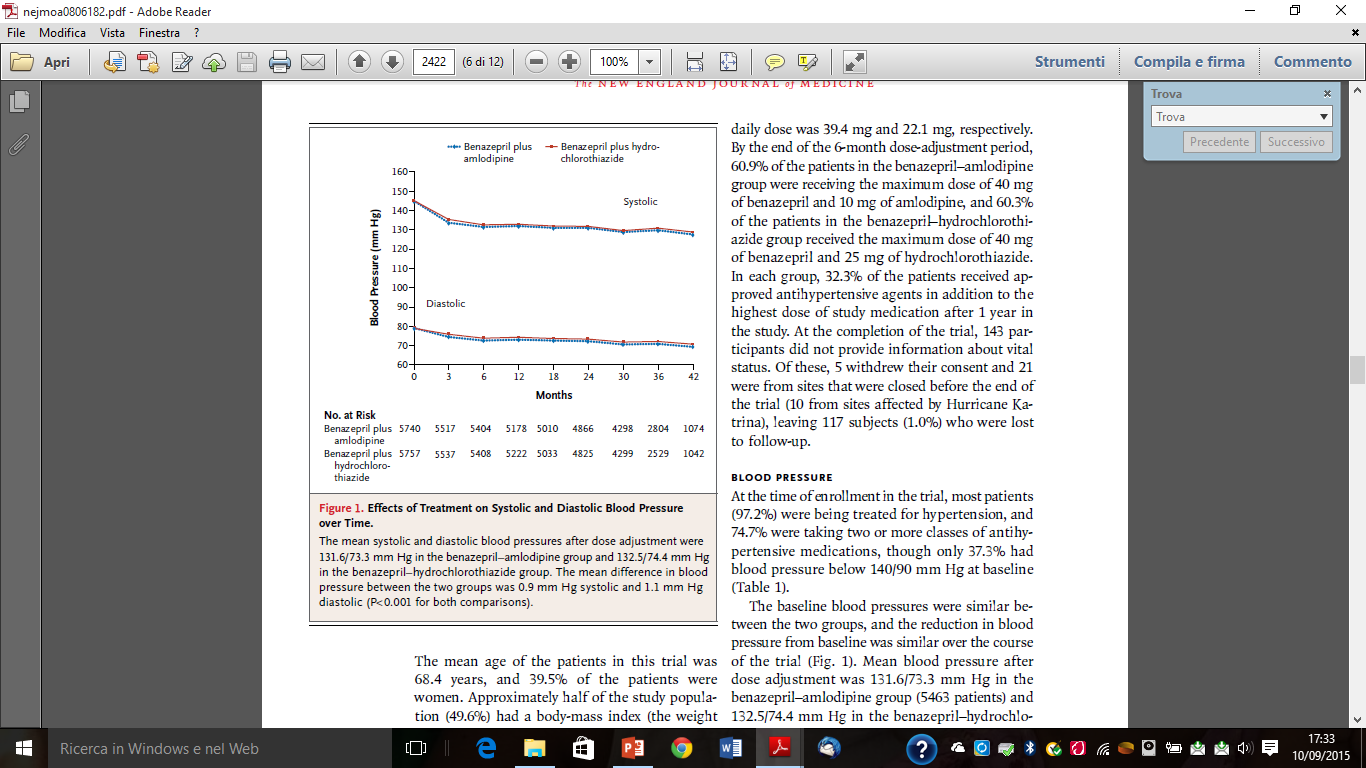 nejmoa0806182.pdf - Adobe Reader
File Modifica Vista Finestra ?
Apri 2422 (6 di 12) 100% Strumenti Compila e firma Commento
Trova
Trova
Precedente Successivo
The NEW ENGLAND JOURNAL of MEDICINE
Benazepril plus amlodipine
Benazepril plus hydro-
chlorothiazide
Blood Pressure (mm Hg)
160
150
140
130
120
110
100
90
80
70
60
Systolic
Diastolic
0 3 6 12 18 24 30 36 42
Months
No. at Risk
Benazepril plus 5740 5517 5404 5178 5010 4866 4298 2804 1074
amlodipine
Benazepril plus 5757 5537 5408 5222 5033 4825 4299 2529 1042
hydrochloro-
thiazide
Figure 1. Effects of Treatment on Systolic and Diastolic Blood Pressure
over Time.
The mean systolic and diastolic blood pressures after dose adjustment were
131.6/73.3 mm Hg in the benazepril–amlodipine group and 132.5/74.4 mm Hg
in the benazepril–hydrochlorothiazide group. The mean difference in blood
pressure between the two groups was 0.9 mm Hg systolic and 1.1 mm Hg
diastolic (P<0.001 for both comparisons).
The mean age of the patients in this trial was
68.4 years, and 39.5% of the patients were
women. Approximately half of the study popula-
tion (49.6%) had a body-mass index (the weight
daily dose was 39.4 mg and 22.1 mg, respectively.
By the end of the 6-month dose-adjustment period,
60.9% of the patients in the benazepril–amlodipine
group were receiving the maximum dose of 40 mg
of benazepril and 10 mg of amlodipine, and 60.3%
of the patients in the benazepril–hydrochlorothi-
azide group received the maximum dose of 40 mg
of benazepril and 25 mg of hydrochlorothiazide.
In each group, 32.3% of the patients received ap-
proved antihypertensive agents in addition to the
highest dose of study medication after 1 year in
the study. At the completion of the trial, 143 par-
ticipants did not provide information about vital
status. Of these, 5 withdrew their consent and 21
were from sites that were closed before the end of
the trial (10 from sites affected by Hurricane Ka-
trina), leaving 117 subjects (1.0%) who were lost
to follow-up.
BLOOD PRESSURE
At the time of enrollment in the trial, most patients
(97.2%) were being treated for hypertension, and
74.7% were taking two or more classes of antihy-
pertensive medications, though only 37.3% had
blood pressure below 140/90 mm Hg at baseline
(Table 1).
The baseline blood pressures were similar be-
tween the two groups, and the reduction in blood
pressure from baseline was similar over the course
of the trial (Fig. 1). Mean blood pressure after
dose adjustment was 131.6/73.3 mm Hg in the
benazepril–amlodipine group (5463 patients) and
132.5/74.4 mm Hg in the benazepril–hydrochlo-
Ricerca in Windows e nel Web
17:33
10/09/2015